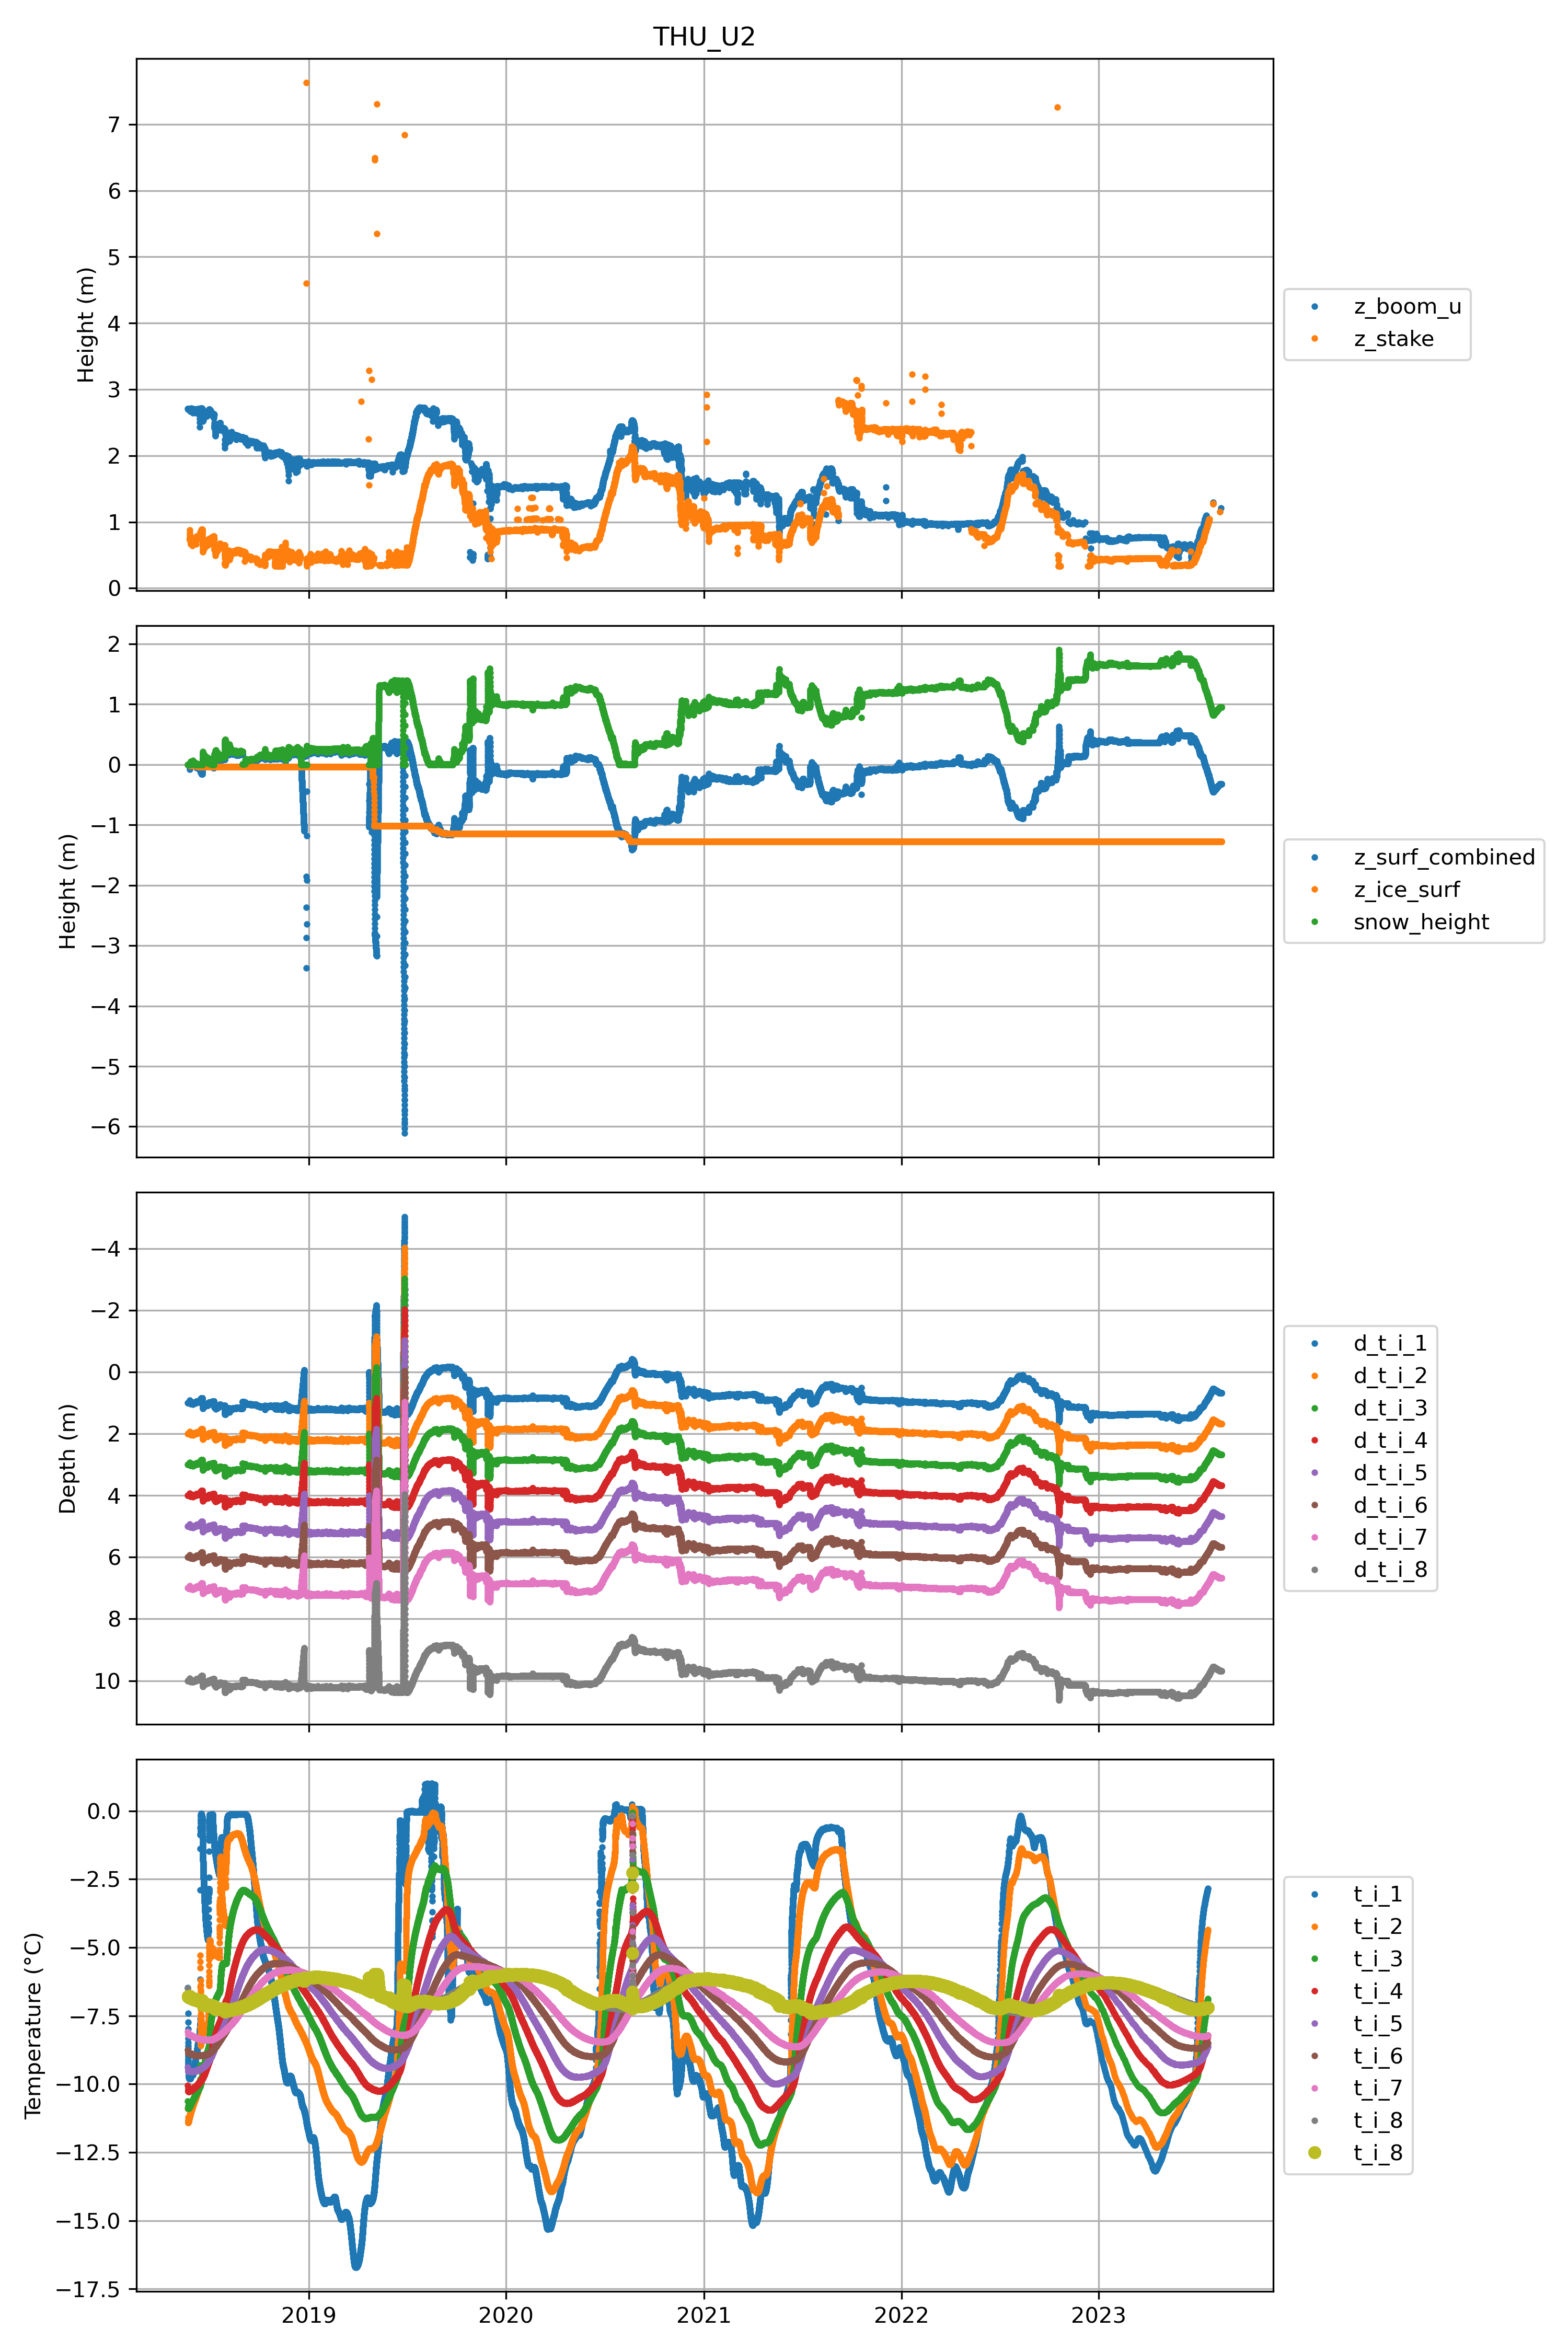 THU_U2
7
6
5
4
3
2
1
0
Height (m)
z_boom_u
z_stake
2
1
0
−1
−2
−3
−4
−5
−6
Height (m)
z_surf_combined
z_ice_surf
snow_height
−4
−2
0
2
4
6
8
10
Depth (m)
d_t_i_1
d_t_i_2
d_t_i_3
d_t_i_4
d_t_i_5
d_t_i_6
d_t_i_7
d_t_i_8
0.0
−2.5
−5.0
−7.5
−10.0
−12.5
−15.0
−17.5
Temperature (°C)
t_i_1
t_i_2
t_i_3
t_i_4
t_i_5
t_i_6
t_i_7
t_i_8
t_i_8
2019 2020 2021 2022 2023